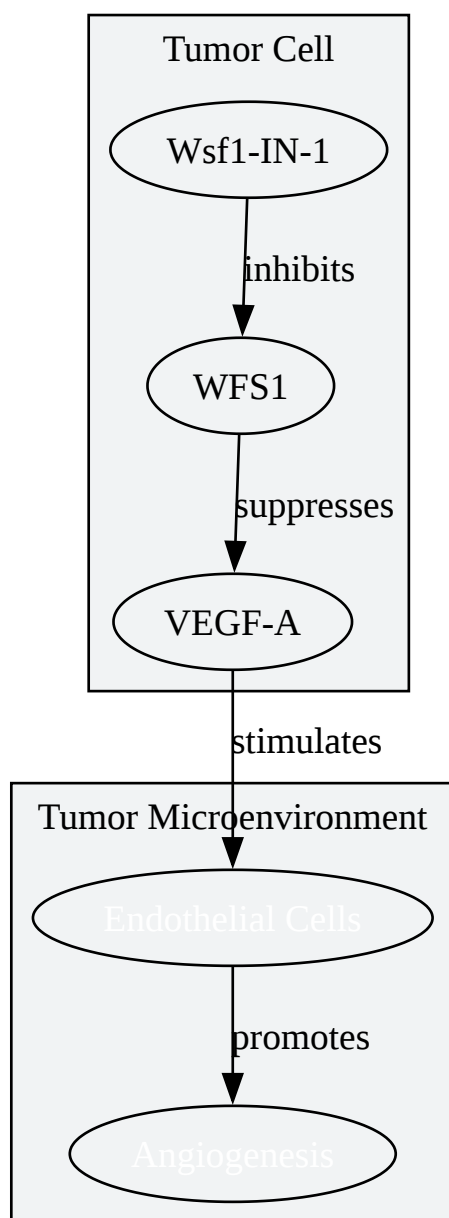 Tumor Cell
Wsf1-IN-1
inhibits
WFS1
suppresses
VEGF-A
stimulates
Tumor Microenvironment
Endothelial Cells
promotes
Angiogenesis